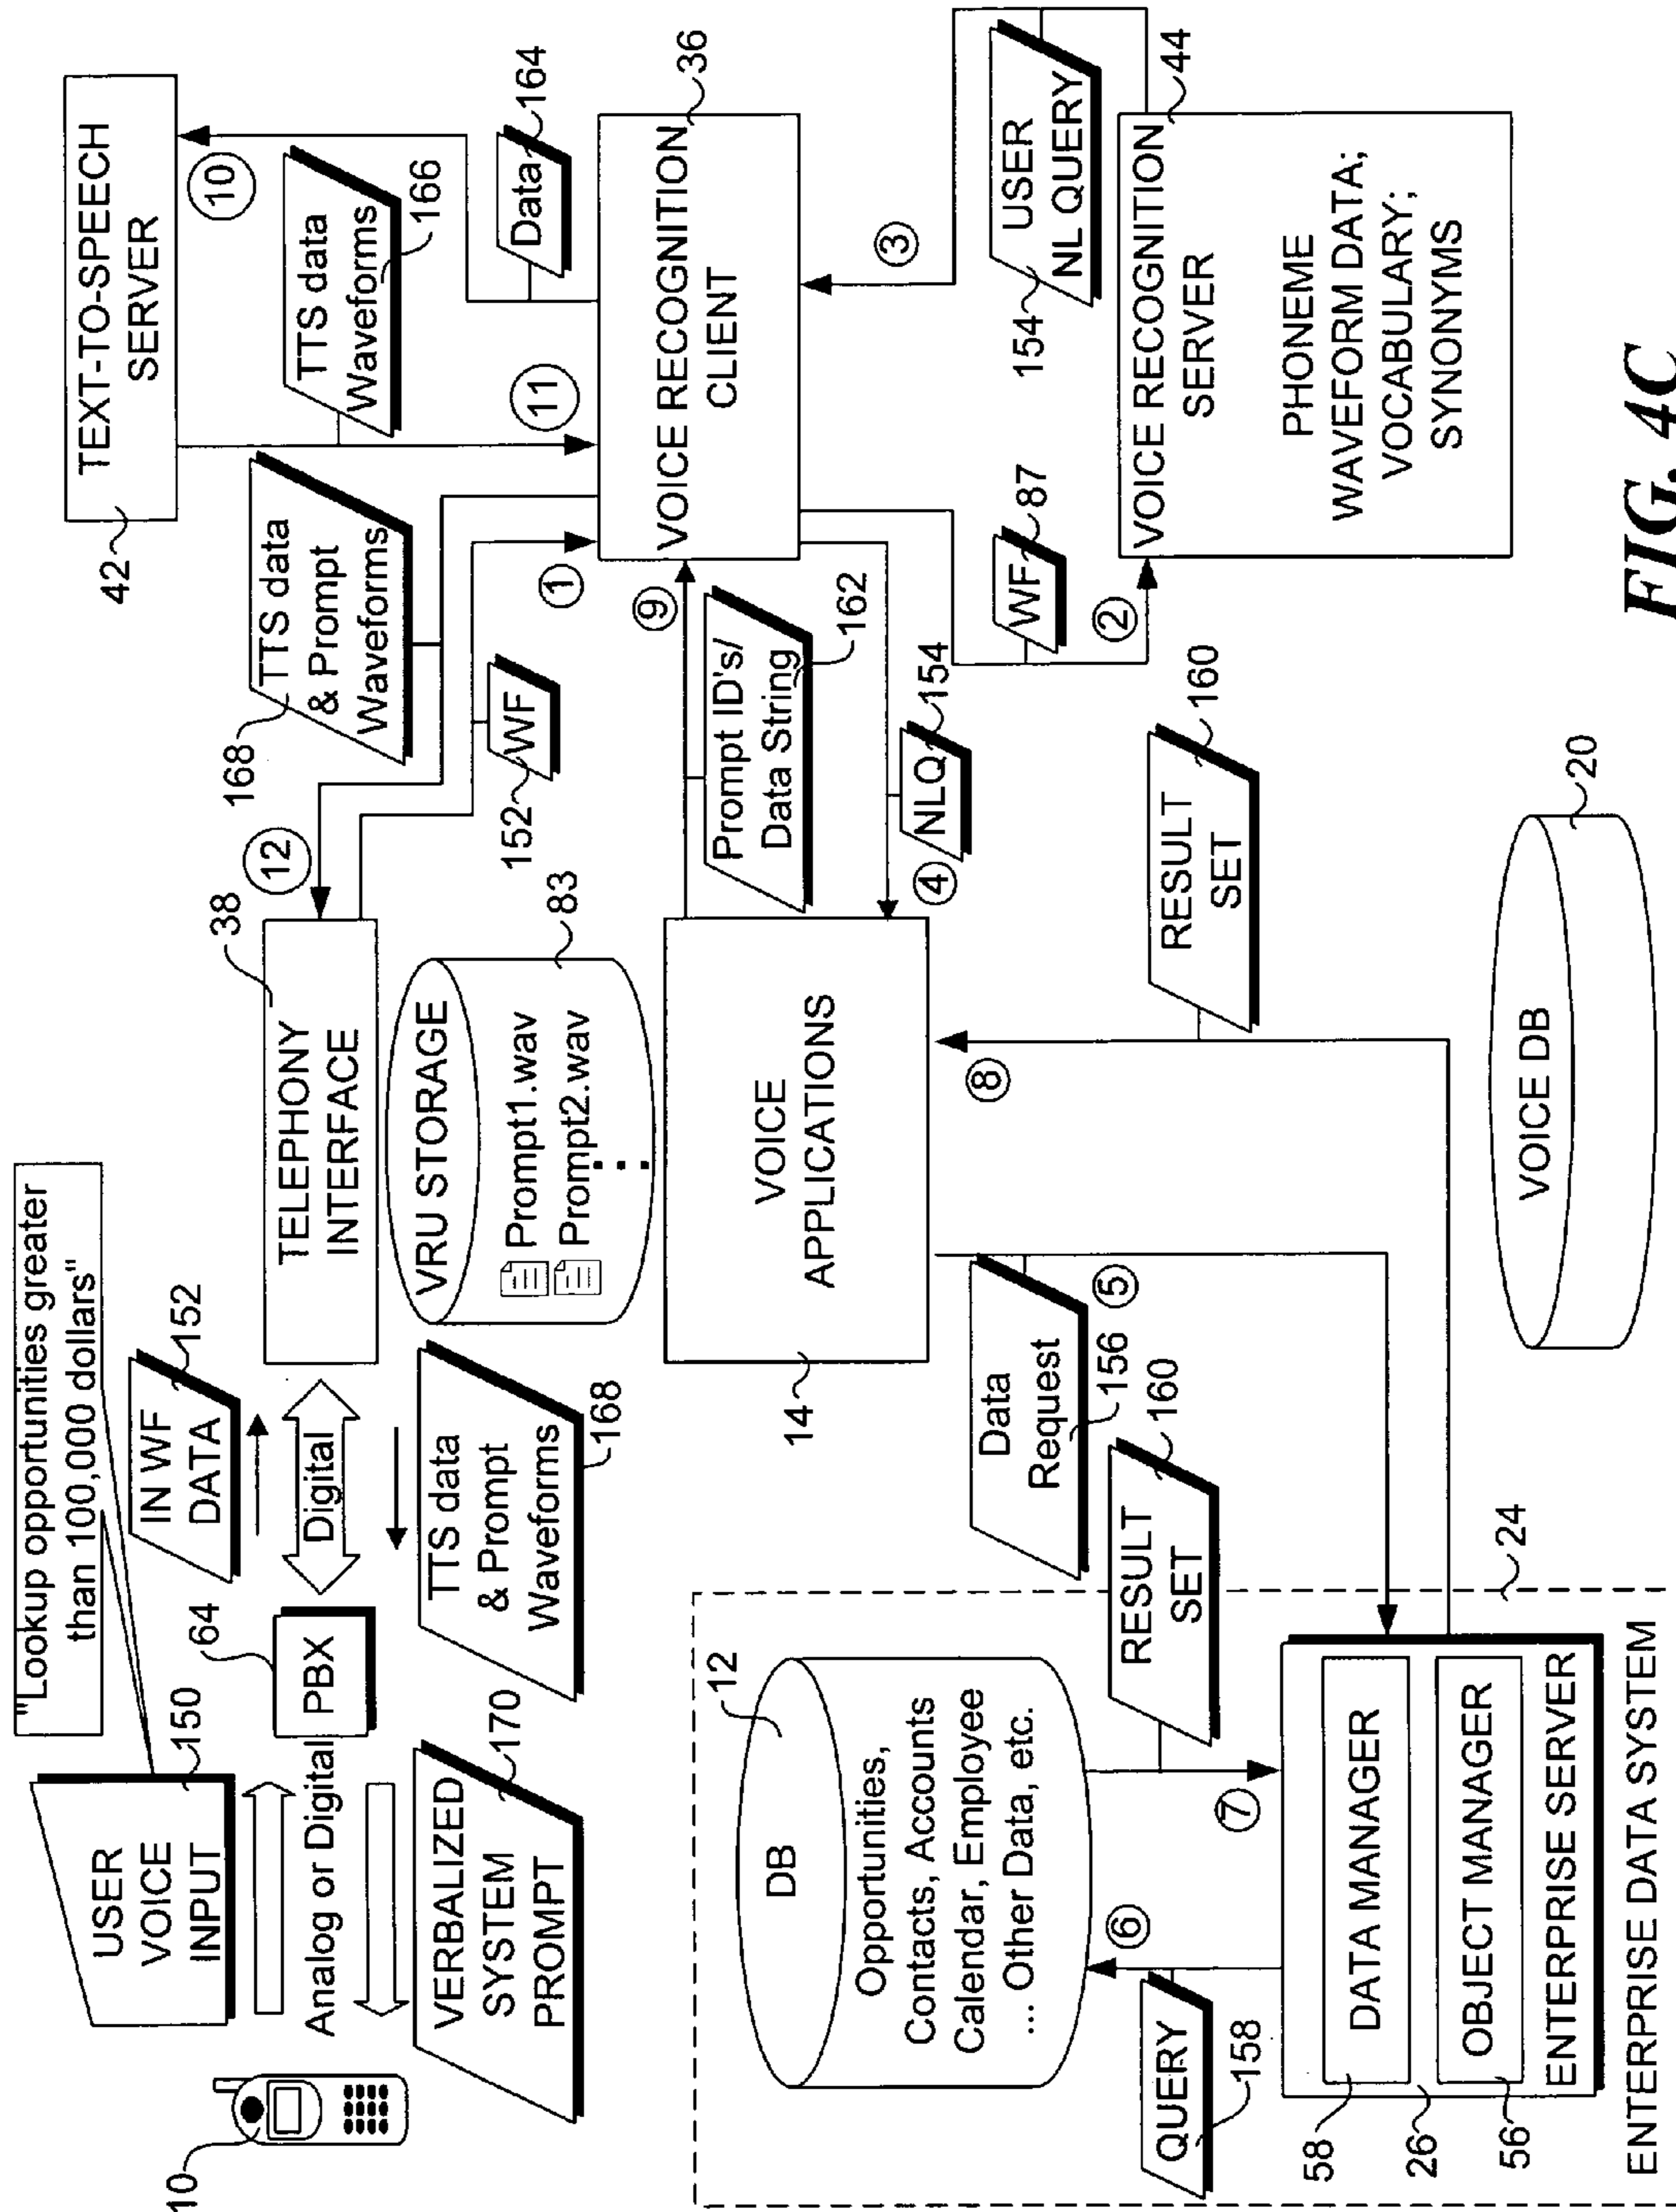 "Lookup opportunities greater
than 100,000 dollars"
USER
VOICE
INPUT
150
IN WF
DATA
152
10
Analog or Digital
64
PBX
Digital
38
TELEPHONY
INTERFACE
VERBALIZED
SYSTEM
PROMPT
170
TTS data
& Prompt
Waveforms
168
VRU STORAGE
Prompt1.wav
Prompt2.wav
...
83
12
168
TTS data
& Prompt
Waveforms
152
WF
1
42
TEXT-TO-SPEECH
SERVER
10
TTS data
Waveforms
166
11
Data
164
VOICE RECOGNITION
CLIENT
36
9
Prompt ID's/
Data String
162
4
NLQ
154
14
VOICE
APPLICATIONS
WF
87
2
3
USER
NL QUERY
154
VOICE RECOGNITION
SERVER
44
PHONEME
WAVEFORM DATA;
VOCABULARY;
SYNONYMS
Data
Request
156
5
8
RESULT
SET
160
RESULT
SET
160
12
DB
Opportunities,
Contacts, Accounts
Calendar, Employee
... Other Data, etc.
6
QUERY
158
7
58
DATA MANAGER
26
56
OBJECT MANAGER
ENTERPRISE SERVER
24
ENTERPRISE DATA SYSTEM
VOICE DB
20
FIG. 4C